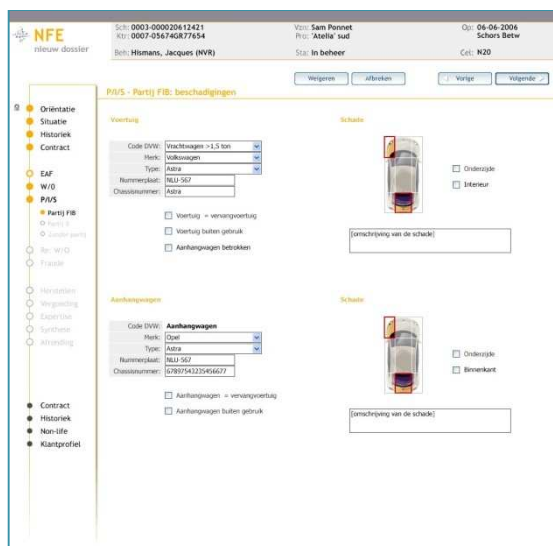 NFE
nieuw dossier
Sch: 0003-000020612421
Ktr: 0007-05674GR77654
Beh: Hismans, Jacques (NVR)
Van: Sam Ponnet
Pro: 'Atelia' sud
Sta: In beheer
Op: 06-06-2006
Schors Betw
Cel: N20
Weigeren
Afbreken
Vorige
Volgende
P/I/S - Partij FIB: beschadigingen
Oriëntatie
Situatie
Historiek
Contract
EAF
W/O
P/I/S
Partij FIB
Partij B
Zonder partij
Re: W/O
Fraude
Herstellen
Vergoeding
Expertise
Synthese
Afronding
Contract
Historiek
Non-life
Klantprofiel
Voertuig
Code DVW: Vrachtwagen >1,5 ton
Merk: Volkswagen
Type: Astra
Nummerplaat: NLU-567
Chassisnummer: Astra
Voertuig = vervangvoertuig
Voertuig buiten gebruik
Aanhangwagen betrokken
Schade
Onderzijde
Interieur
[omschrijving van de schade]
Aanhangwagen
Code DVW: Aanhangwagen
Merk: Opel
Type: Astra
Nummerplaat: NLU-567
Chassisnummer: 67897543235456677
Aanhangwagen = vervangvoertuig
Aanhangwagen buiten gebruik
Schade
Onderzijde
Binnenkant
[omschrijving van de schade]